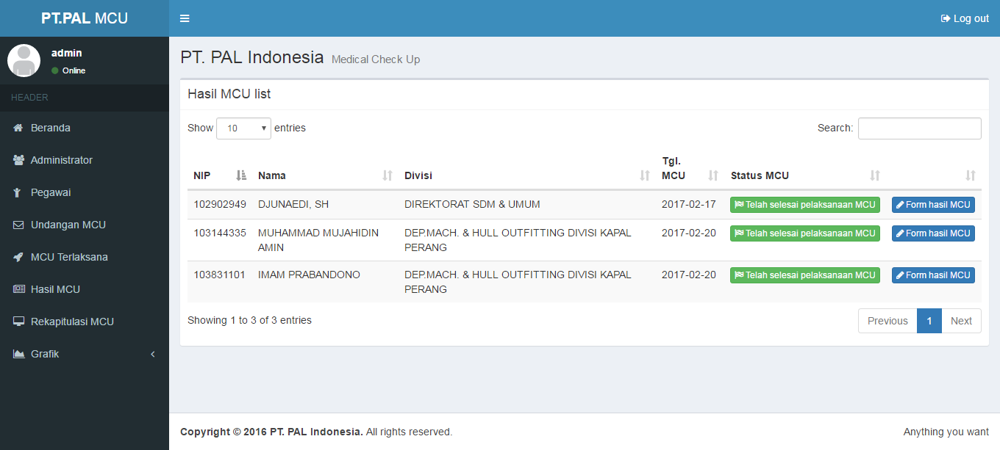 PT.PAL MCU
Log out
admin
Online
HEADER
Beranda
Administrator
Pegawai
Undangan MCU
MCU Terlaksana
Hasil MCU
Rekapitulasi MCU
Grafik
PT. PAL Indonesia Medical Check Up
Hasil MCU list
Show 10 entries
Search:
NIP Nama Divisi Tgl. MCU Status MCU
102902949 DJUNAEDI, SH DIREKTORAT SDM & UMUM 2017-02-17 Telah selesai pelaksanaan MCU Form hasil MCU
103144335 MUHAMMAD MUJAHIDIN DEP.MACH. & HULL OUTFITTING DIVISI KAPAL 2017-02-20 Telah selesai pelaksanaan MCU Form hasil MCU
AMIN PERANG
103831101 IMAM PRABANDONO DEP.MACH. & HULL OUTFITTING DIVISI KAPAL 2017-02-20 Telah selesai pelaksanaan MCU Form hasil MCU
PERANG
Showing 1 to 3 of 3 entries
Previous 1 Next
Copyright © 2016 PT. PAL Indonesia. All rights reserved.
Anything you want